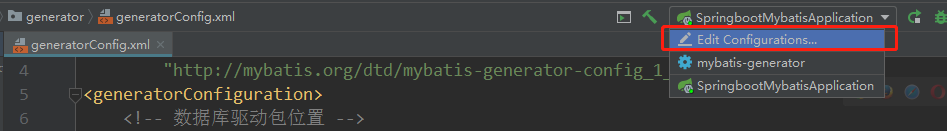 generator
generatorConfig.xml
SpringbootMybatisApplication
generatorConfig.xml
Edit Configurations...
4
"http://mybatis.org/dtd/mybatis-generator-config_1_
mybatis-generator
5
<generatorConfiguration>
SpringbootMybatisApplication
6
<!-- 数据库驱动包位置 -->